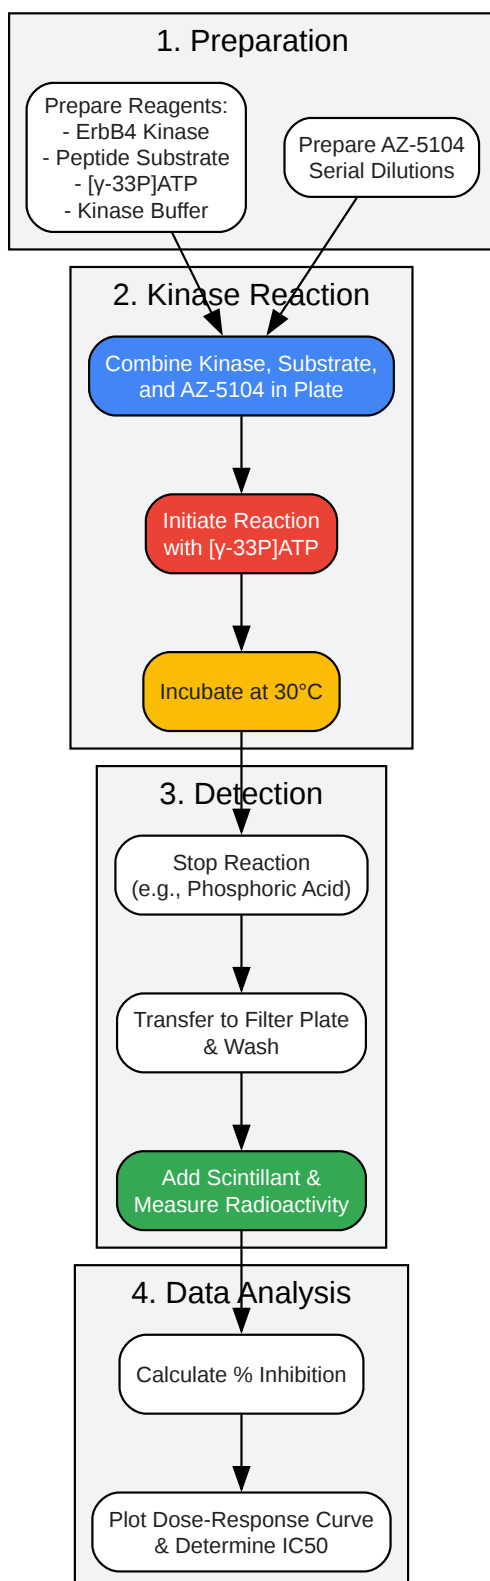 1. Preparation
Prepare Reagents:
- ErbB4 Kinase
- Peptide Substrate
- [γ-33P]ATP
- Kinase Buffer
Prepare AZ-5104
Serial Dilutions
2. Kinase Reaction
Combine Kinase, Substrate,
and AZ-5104 in Plate
Initiate Reaction
with [γ-33P]ATP
Incubate at 30°C
3. Detection
Stop Reaction
(e.g., Phosphoric Acid)
Transfer to Filter Plate
& Wash
Add Scintillant &
Measure Radioactivity
4. Data Analysis
Calculate % Inhibition
Plot Dose-Response Curve
& Determine IC50